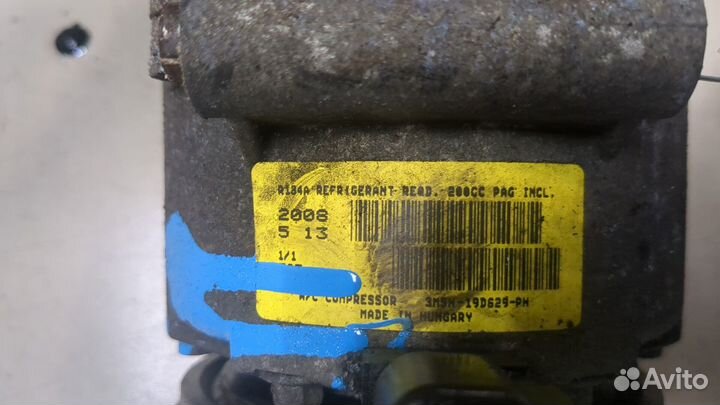 R134A REFRIGERANT REQD. 200CC PAG INCL.
2008
5 13
1/1
A/C COMPRESSOR 3M5H-19D629-PH
MADE IN HUNGARY
Avito